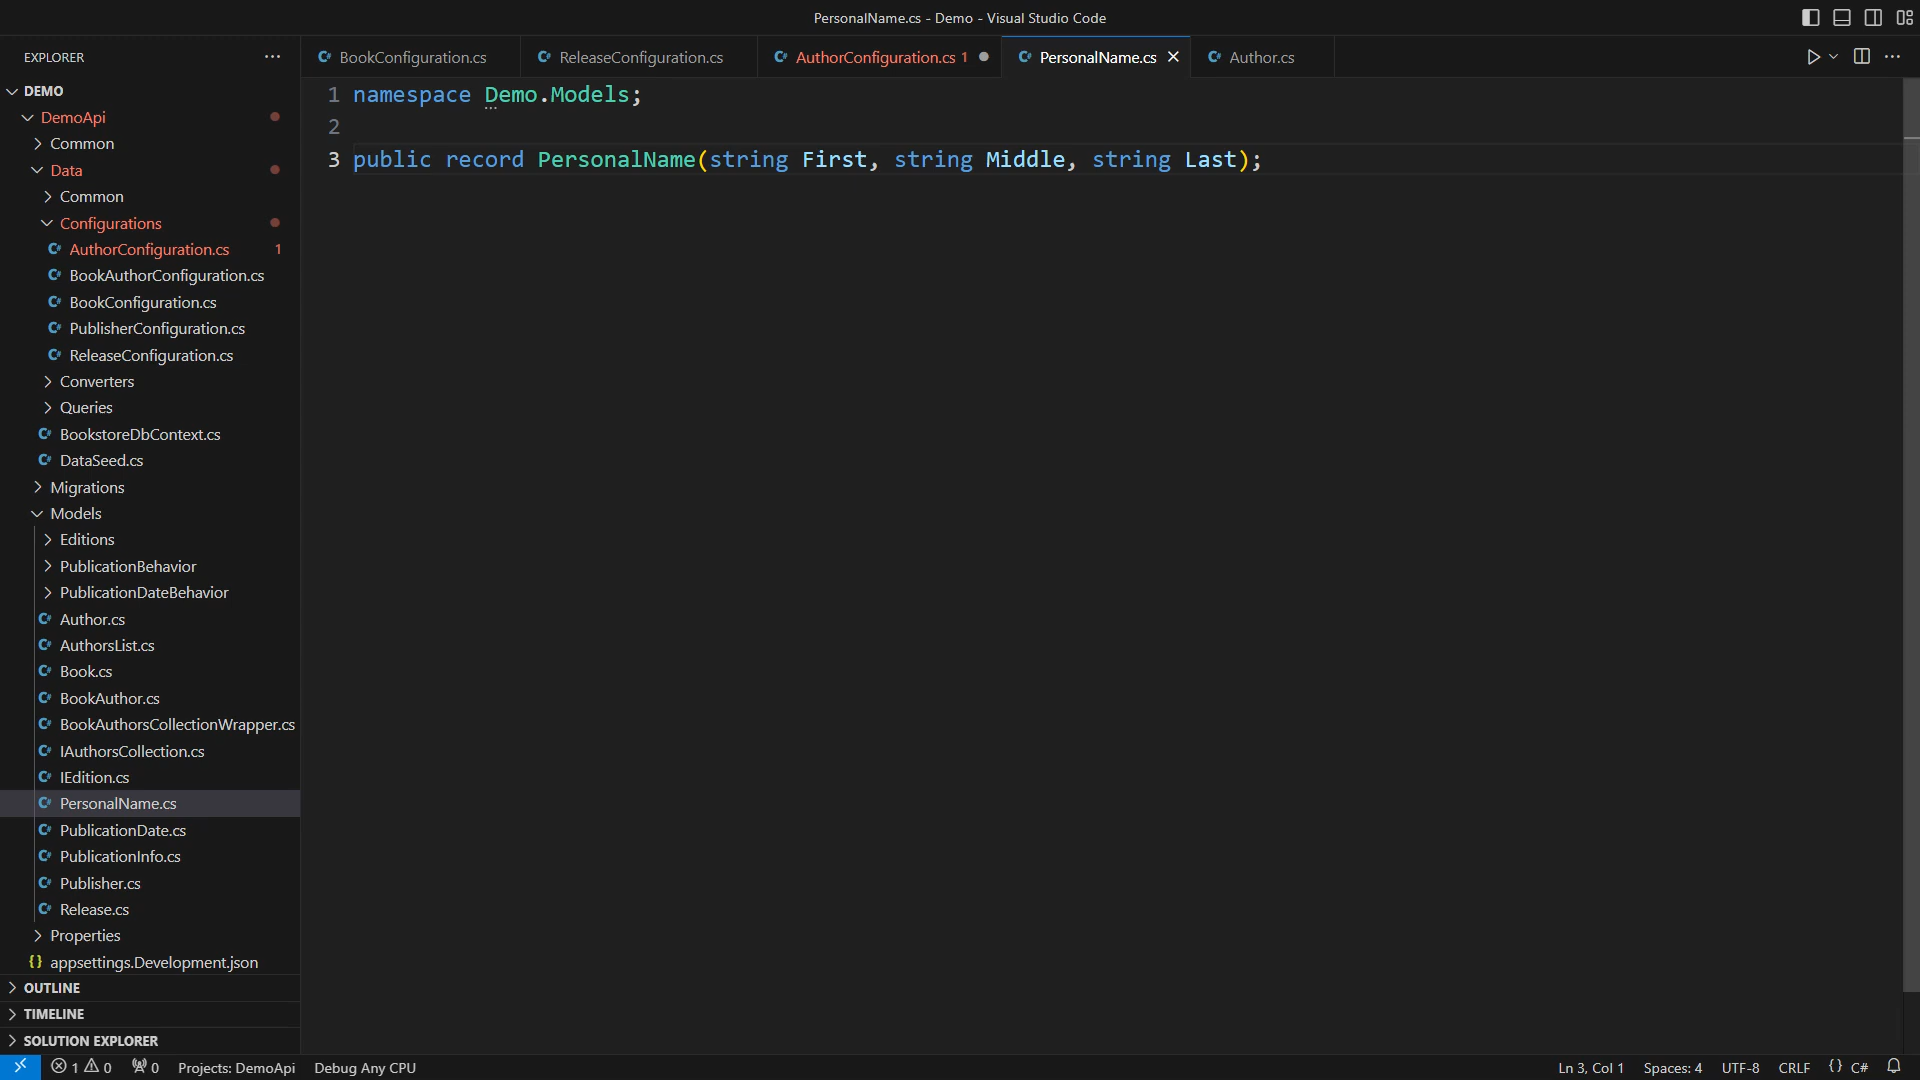 PersonalName.cs - Demo - Visual Studio Code
EXPLORER
BookConfiguration.cs
ReleaseConfiguration.cs
AuthorConfiguration.cs 1
PersonalName.cs
Author.cs
DEMO
DemoApi
Common
Data
Common
Configurations
AuthorConfiguration.cs 1
BookAuthorConfiguration.cs
BookConfiguration.cs
PublisherConfiguration.cs
ReleaseConfiguration.cs
Converters
Queries
BookstoreDbContext.cs
DataSeed.cs
Migrations
Models
Editions
PublicationBehavior
PublicationDateBehavior
Author.cs
AuthorsList.cs
Book.cs
BookAuthor.cs
BookAuthorsCollectionWrapper.cs
IAuthorsCollection.cs
IEdition.cs
PersonalName.cs
PublicationDate.cs
PublicationInfo.cs
Publisher.cs
Release.cs
Properties
{} appsettings.Development.json
OUTLINE
TIMELINE
SOLUTION EXPLORER
1 namespace Demo.Models;
2
3 public record PersonalName(string First, string Middle, string Last);
1 0 0 Projects: DemoApi Debug Any CPU
Ln 3, Col 1 Spaces: 4 UTF-8 CRLF {} C#